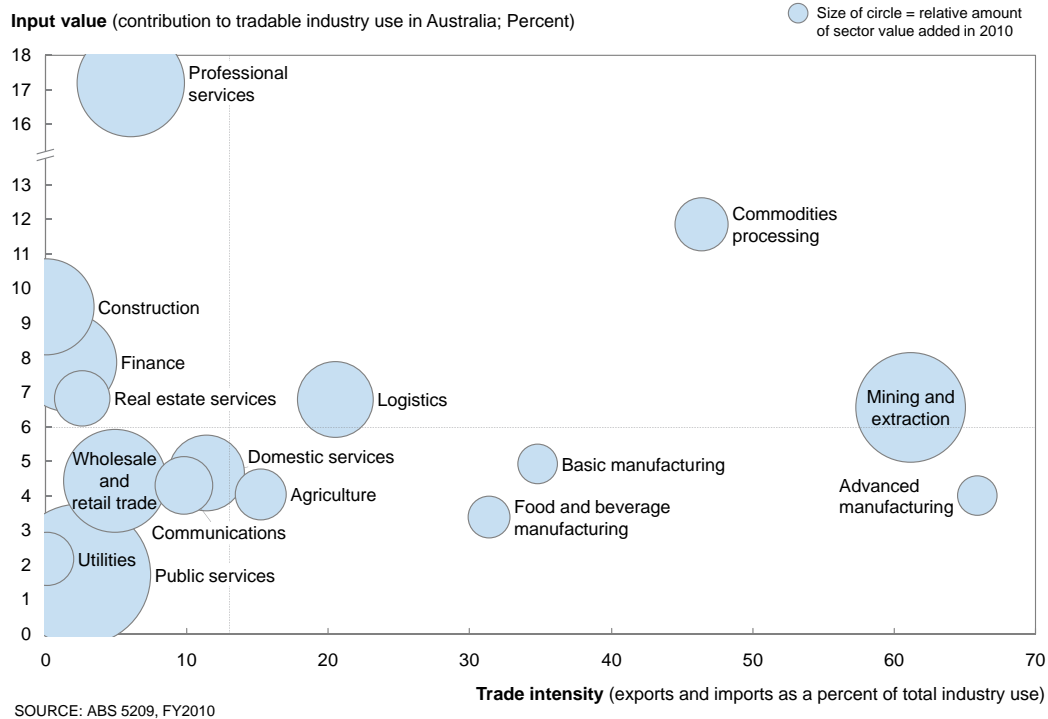 Input value (contribution to tradable industry use in Australia; Percent)
Size of circle = relative amount
of sector value added in 2010
18
17
16
13
12
11
10
9
8
7
6
5
4
3
2
1
0
Professional
services
Commodities
processing
Construction
Finance
Real estate services
Logistics
Mining and
extraction
Wholesale
and
retail trade
Domestic services
Agriculture
Communications
Basic manufacturing
Food and beverage
manufacturing
Advanced
manufacturing
Utilities
Public services
0 10 20 30 40 50 60 70
Trade intensity (exports and imports as a percent of total industry use)
SOURCE: ABS 5209, FY2010